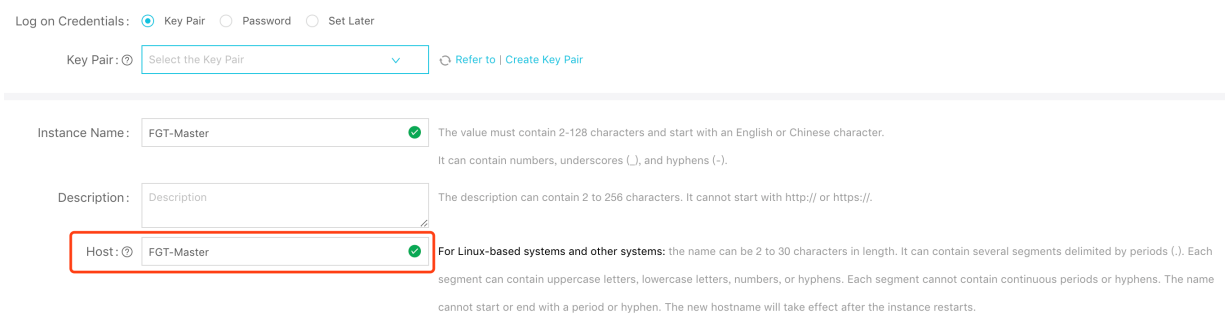 Log on Credentials: Key Pair Password Set Later
Key Pair: Select the Key Pair Refer to | Create Key Pair
Instance Name: FGT-Master The value must contain 2-128 characters and start with an English or Chinese character.
It can contain numbers, underscores (_), and hyphens (-).
Description: Description The description can contain 2 to 256 characters. It cannot start with http:// or https://.
Host: FGT-Master For Linux-based systems and other systems: the name can be 2 to 30 characters in length. It can contain several segments delimited by periods (.). Each
segment can contain uppercase letters, lowercase letters, numbers, or hyphens. Each segment cannot contain continuous periods or hyphens. The name
cannot start or end with a period or hyphen. The new hostname will take effect after the instance restarts.